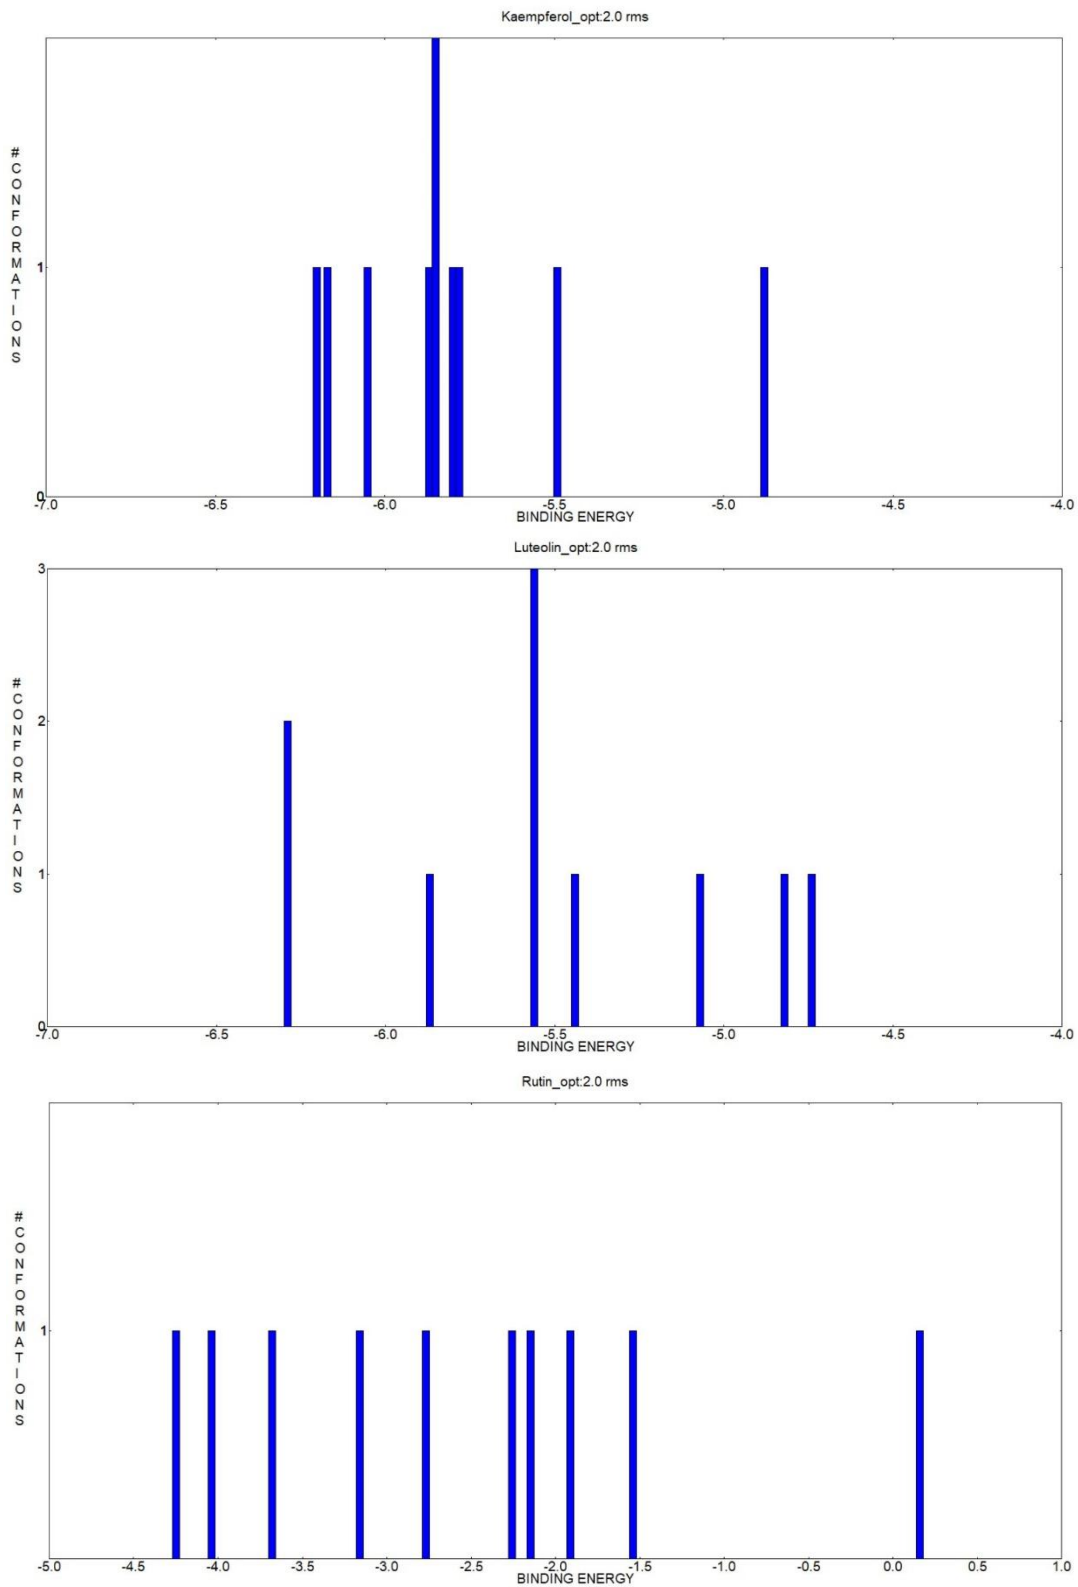 Kaempferol_opt:2.0 rms
#CONFORMATIONS
1
0
-7.0 -6.5 -6.0 -5.5 -5.0 -4.5 -4.0
BINDING ENERGY
Luteolin_opt:2.0 rms
#CONFORMATIONS
3
2
1
0
-7.0 -6.5 -6.0 -5.5 -5.0 -4.5 -4.0
BINDING ENERGY
Rutin_opt:2.0 rms
#CONFORMATIONS
1
-5.0 -4.5 -4.0 -3.5 -3.0 -2.5 -2.0 -1.5 -1.0 -0.5 0.0 0.5 1.0
BINDING ENERGY